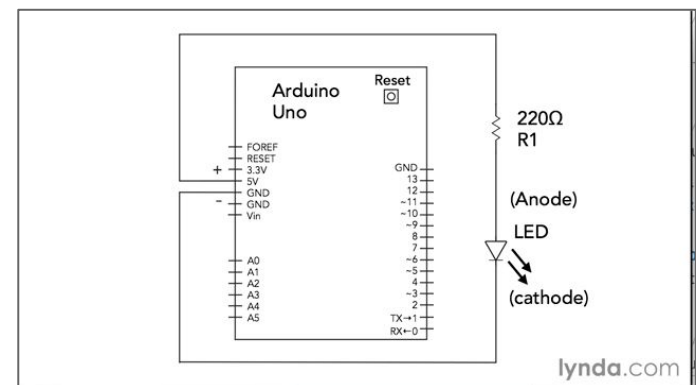 Arduino
Uno
Reset
FOREF
RESET
+
3.3V
5V
GND
-
GND
Vin
A0
A1
A2
A3
A4
A5
GND
13
12
~11
~10
~9
8
7
~6
~5
4
~3
2
TX→1
RX←0
220Ω
R1
(Anode)
LED
(cathode)
lynda.com